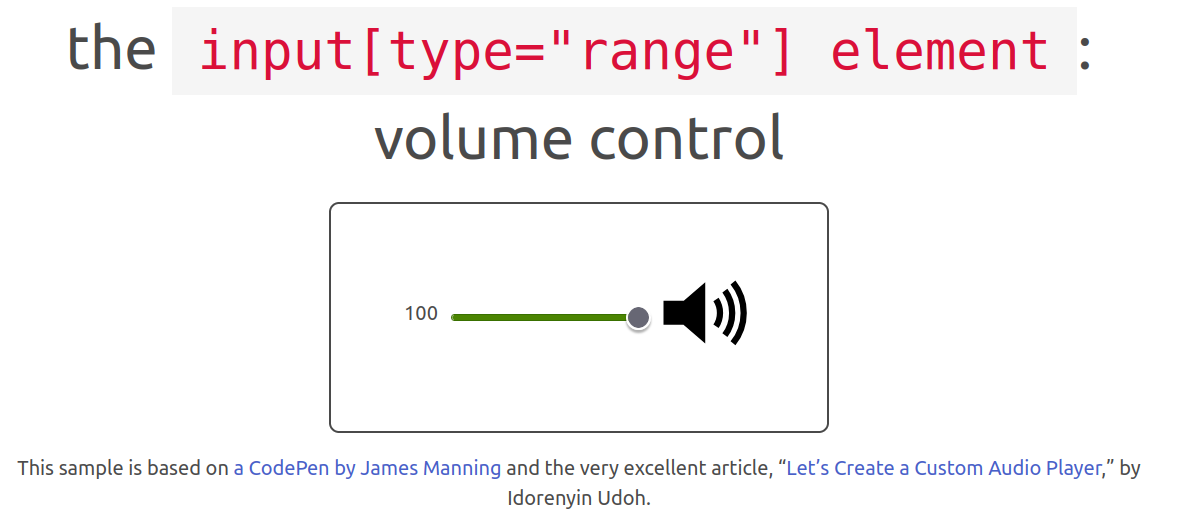 the input[type="range"] element:
volume control
100
This sample is based on a CodePen by James Manning and the very excellent article, “Let’s Create a Custom Audio Player,” by
Idorenyin Udoh.